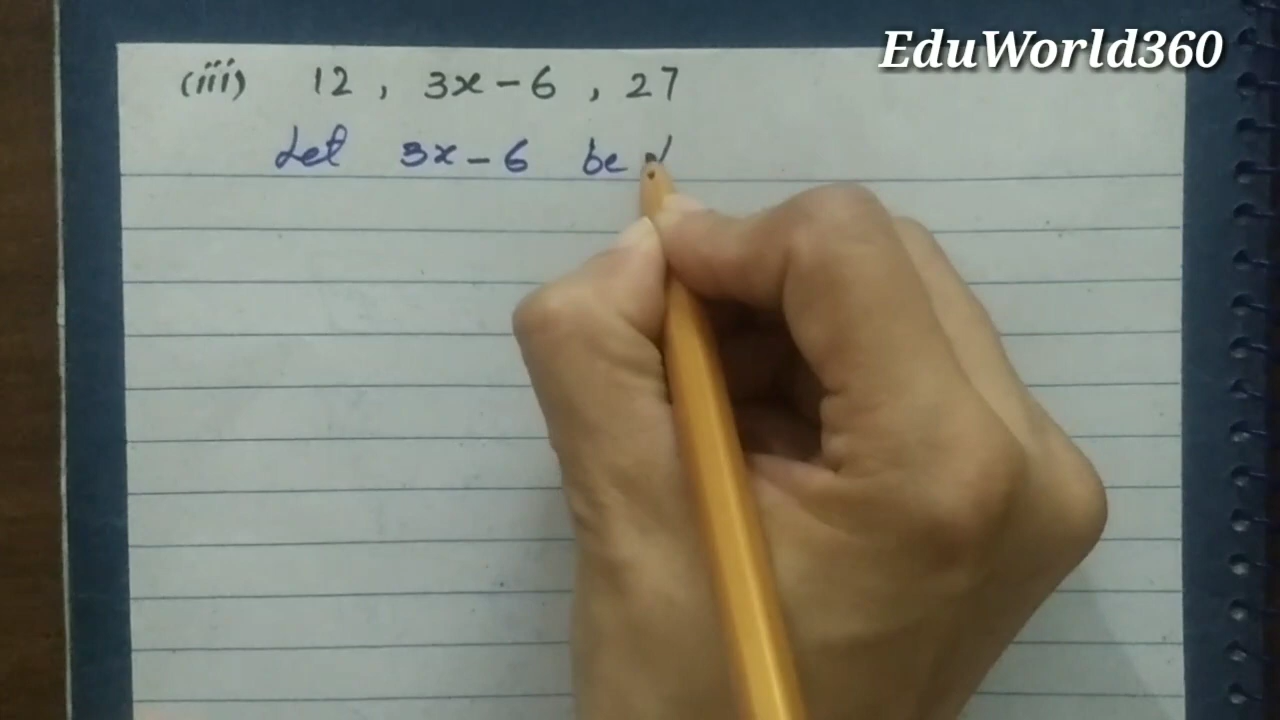 EduWorld360
(iii) 12 , 3x - 6 , 27
Let 3x - 6 be